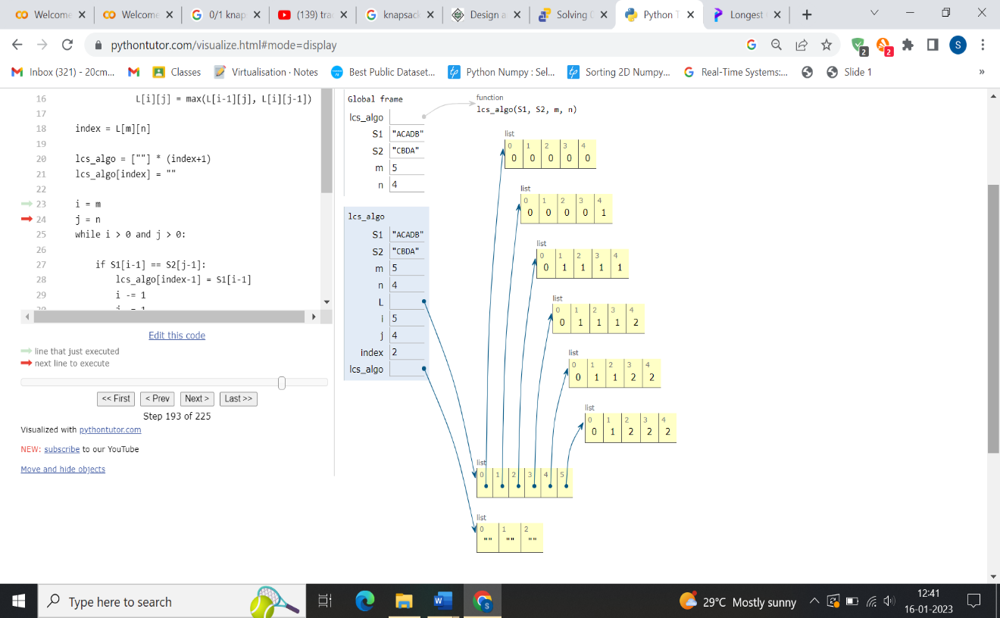 Welcome
Welcome
0/1 knap
(139) tra
knapsac
Design a
Solving
Python T
Longest
pythontutor.com/visualize.html#mode=display
2
2
S
Inbox (321) - 20cm...
Classes
Virtualisation · Notes
Best Public Dataset...
Python Numpy : Sel...
Sorting 2D Numpy...
Real-Time Systems:...
Slide 1
»
16 L[i][j] = max(L[i-1][j], L[i][j-1])
17
18 index = L[m][n]
19
20 lcs_algo = [""] * (index+1)
21 lcs_algo[index] = ""
22
23 i = m
24 j = n
25 while i > 0 and j > 0:
26
27 if S1[i-1] == S2[j-1]:
28 lcs_algo[index-1] = S1[i-1]
29 i -= 1
Edit this code
line that just executed
next line to execute
<< First < Prev Next > Last >>
Step 193 of 225
Visualized with pythontutor.com
NEW: subscribe to our YouTube
Move and hide objects
Global frame
lcs_algo
S1 "ACADB"
S2 "CBDA"
m 5
n 4
lcs_algo
S1 "ACADB"
S2 "CBDA"
m 5
n 4
L
i 5
j 4
index 2
lcs_algo
function
lcs_algo(S1, S2, m, n)
list
0 1 2 3 4
0 0 0 0 0
list
0 1 2 3 4
0 0 0 0 1
list
0 1 2 3 4
0 1 1 1 1
list
0 1 2 3 4
0 1 1 1 2
list
0 1 2 3 4
0 1 1 2 2
list
0 1 2 3 4
0 1 2 2 2
list
0 1 2 3 4 5
list
0 1 2
"" "" ""
Type here to search
29°C Mostly sunny
12:41
16-01-2023